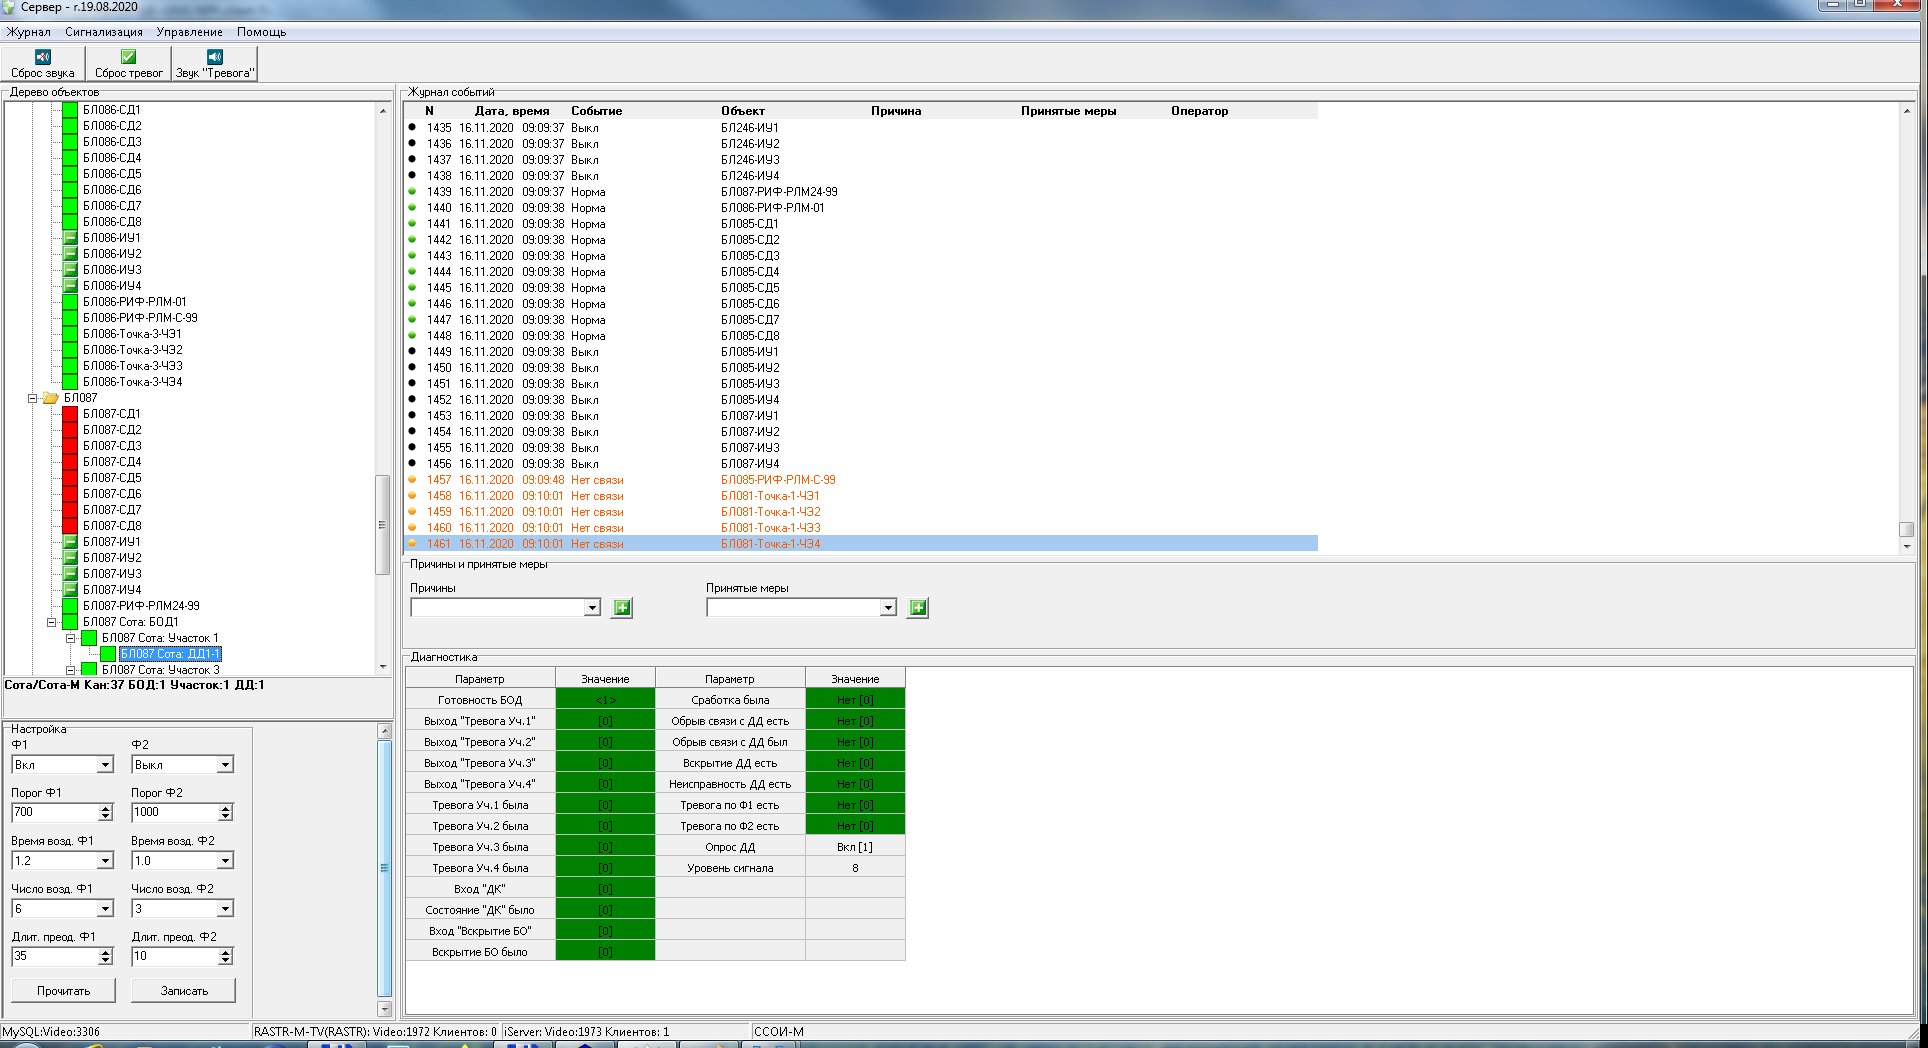 Сервер - r.19.08.2020
Журнал Сигнализация Управление Помощь
Сброс звука Сброс тревог Звук "Тревога"
Дерево объектов
БЛ086-СД1
БЛ086-СД2
БЛ086-СД3
БЛ086-СД4
БЛ086-СД5
БЛ086-СД6
БЛ086-СД7
БЛ086-СД8
БЛ086-ИУ1
БЛ086-ИУ2
БЛ086-ИУ3
БЛ086-ИУ4
БЛ086-РИФ-РЛМ-01
БЛ086-РИФ-РЛМ-С-99
БЛ086-Точка-3-ЧЭ1
БЛ086-Точка-3-ЧЭ2
БЛ086-Точка-3-ЧЭ3
БЛ086-Точка-3-ЧЭ4
БЛ087
БЛ087-СД1
БЛ087-СД2
БЛ087-СД3
БЛ087-СД4
БЛ087-СД5
БЛ087-СД6
БЛ087-СД7
БЛ087-СД8
БЛ087-ИУ1
БЛ087-ИУ2
БЛ087-ИУ3
БЛ087-ИУ4
БЛ087-РИФ-РЛМ24-99
БЛ087 Сота: БОД1
БЛ087 Сота: Участок 1
БЛ087 Сота: ДД1-1
БЛ087 Сота: Участок 3
Сота/Сота-М Кан:37 БОД:1 Участок:1 ДД:1
Настройка
Ф1 Ф2
Вкл Выкл
Порог Ф1 Порог Ф2
700 1000
Время возд. Ф1 Время возд. Ф2
1.2 1.0
Число возд. Ф1 Число возд. Ф2
6 3
Длит. преод. Ф1 Длит. преод. Ф2
35 10
Прочитать Записать
Журнал событий
N Дата, время Событие Объект Причина Принятые меры Оператор
1435 16.11.2020 09:09:37 Выкл БЛ246-ИУ1
1436 16.11.2020 09:09:37 Выкл БЛ246-ИУ2
1437 16.11.2020 09:09:37 Выкл БЛ246-ИУ3
1438 16.11.2020 09:09:37 Выкл БЛ246-ИУ4
1439 16.11.2020 09:09:37 Норма БЛ087-РИФ-РЛМ24-99
1440 16.11.2020 09:09:38 Норма БЛ086-РИФ-РЛМ-01
1441 16.11.2020 09:09:38 Норма БЛ085-СД1
1442 16.11.2020 09:09:38 Норма БЛ085-СД2
1443 16.11.2020 09:09:38 Норма БЛ085-СД3
1444 16.11.2020 09:09:38 Норма БЛ085-СД4
1445 16.11.2020 09:09:38 Норма БЛ085-СД5
1446 16.11.2020 09:09:38 Норма БЛ085-СД6
1447 16.11.2020 09:09:38 Норма БЛ085-СД7
1448 16.11.2020 09:09:38 Норма БЛ085-СД8
1449 16.11.2020 09:09:38 Выкл БЛ085-ИУ1
1450 16.11.2020 09:09:38 Выкл БЛ085-ИУ2
1451 16.11.2020 09:09:38 Выкл БЛ085-ИУ3
1452 16.11.2020 09:09:38 Выкл БЛ085-ИУ4
1453 16.11.2020 09:09:38 Выкл БЛ087-ИУ1
1454 16.11.2020 09:09:38 Выкл БЛ087-ИУ2
1455 16.11.2020 09:09:38 Выкл БЛ087-ИУ3
1456 16.11.2020 09:09:38 Выкл БЛ087-ИУ4
1457 16.11.2020 09:09:48 Нет связи БЛ085-РИФ-РЛМ-С-99
1458 16.11.2020 09:10:01 Нет связи БЛ081-Точка-1-ЧЭ1
1459 16.11.2020 09:10:01 Нет связи БЛ081-Точка-1-ЧЭ2
1460 16.11.2020 09:10:01 Нет связи БЛ081-Точка-1-ЧЭ3
1461 16.11.2020 09:10:01 Нет связи БЛ081-Точка-1-ЧЭ4
Причины и принятые меры
Причины Принятые меры
Диагностика
Параметр Значение Параметр Значение
Готовность БОД <1> Сработка была Нет [0]
Выход "Тревога Уч.1" [0] Обрыв связи с ДД есть Нет [0]
Выход "Тревога Уч.2" [0] Обрыв связи с ДД был Нет [0]
Выход "Тревога Уч.3" [0] Вскрытие ДД есть Нет [0]
Выход "Тревога Уч.4" [0] Неисправность ДД есть Нет [0]
Тревога Уч.1 была [0] Тревога по Ф1 есть Нет [0]
Тревога Уч.2 была [0] Тревога по Ф2 есть Нет [0]
Тревога Уч.3 была [0] Опрос ДД Вкл [1]
Тревога Уч.4 была [0] Уровень сигнала 8
Вход "ДК" [0]
Состояние "ДК" было [0]
Вход "Вскрытие БО" [0]
Вскрытие БО было [0]
MySQL:Video:3306 RASTR-M-TV(RASTR): Video:1972 Клиентов: 0 iServer: Video:1973 Клиентов: 1 ССОИ-М